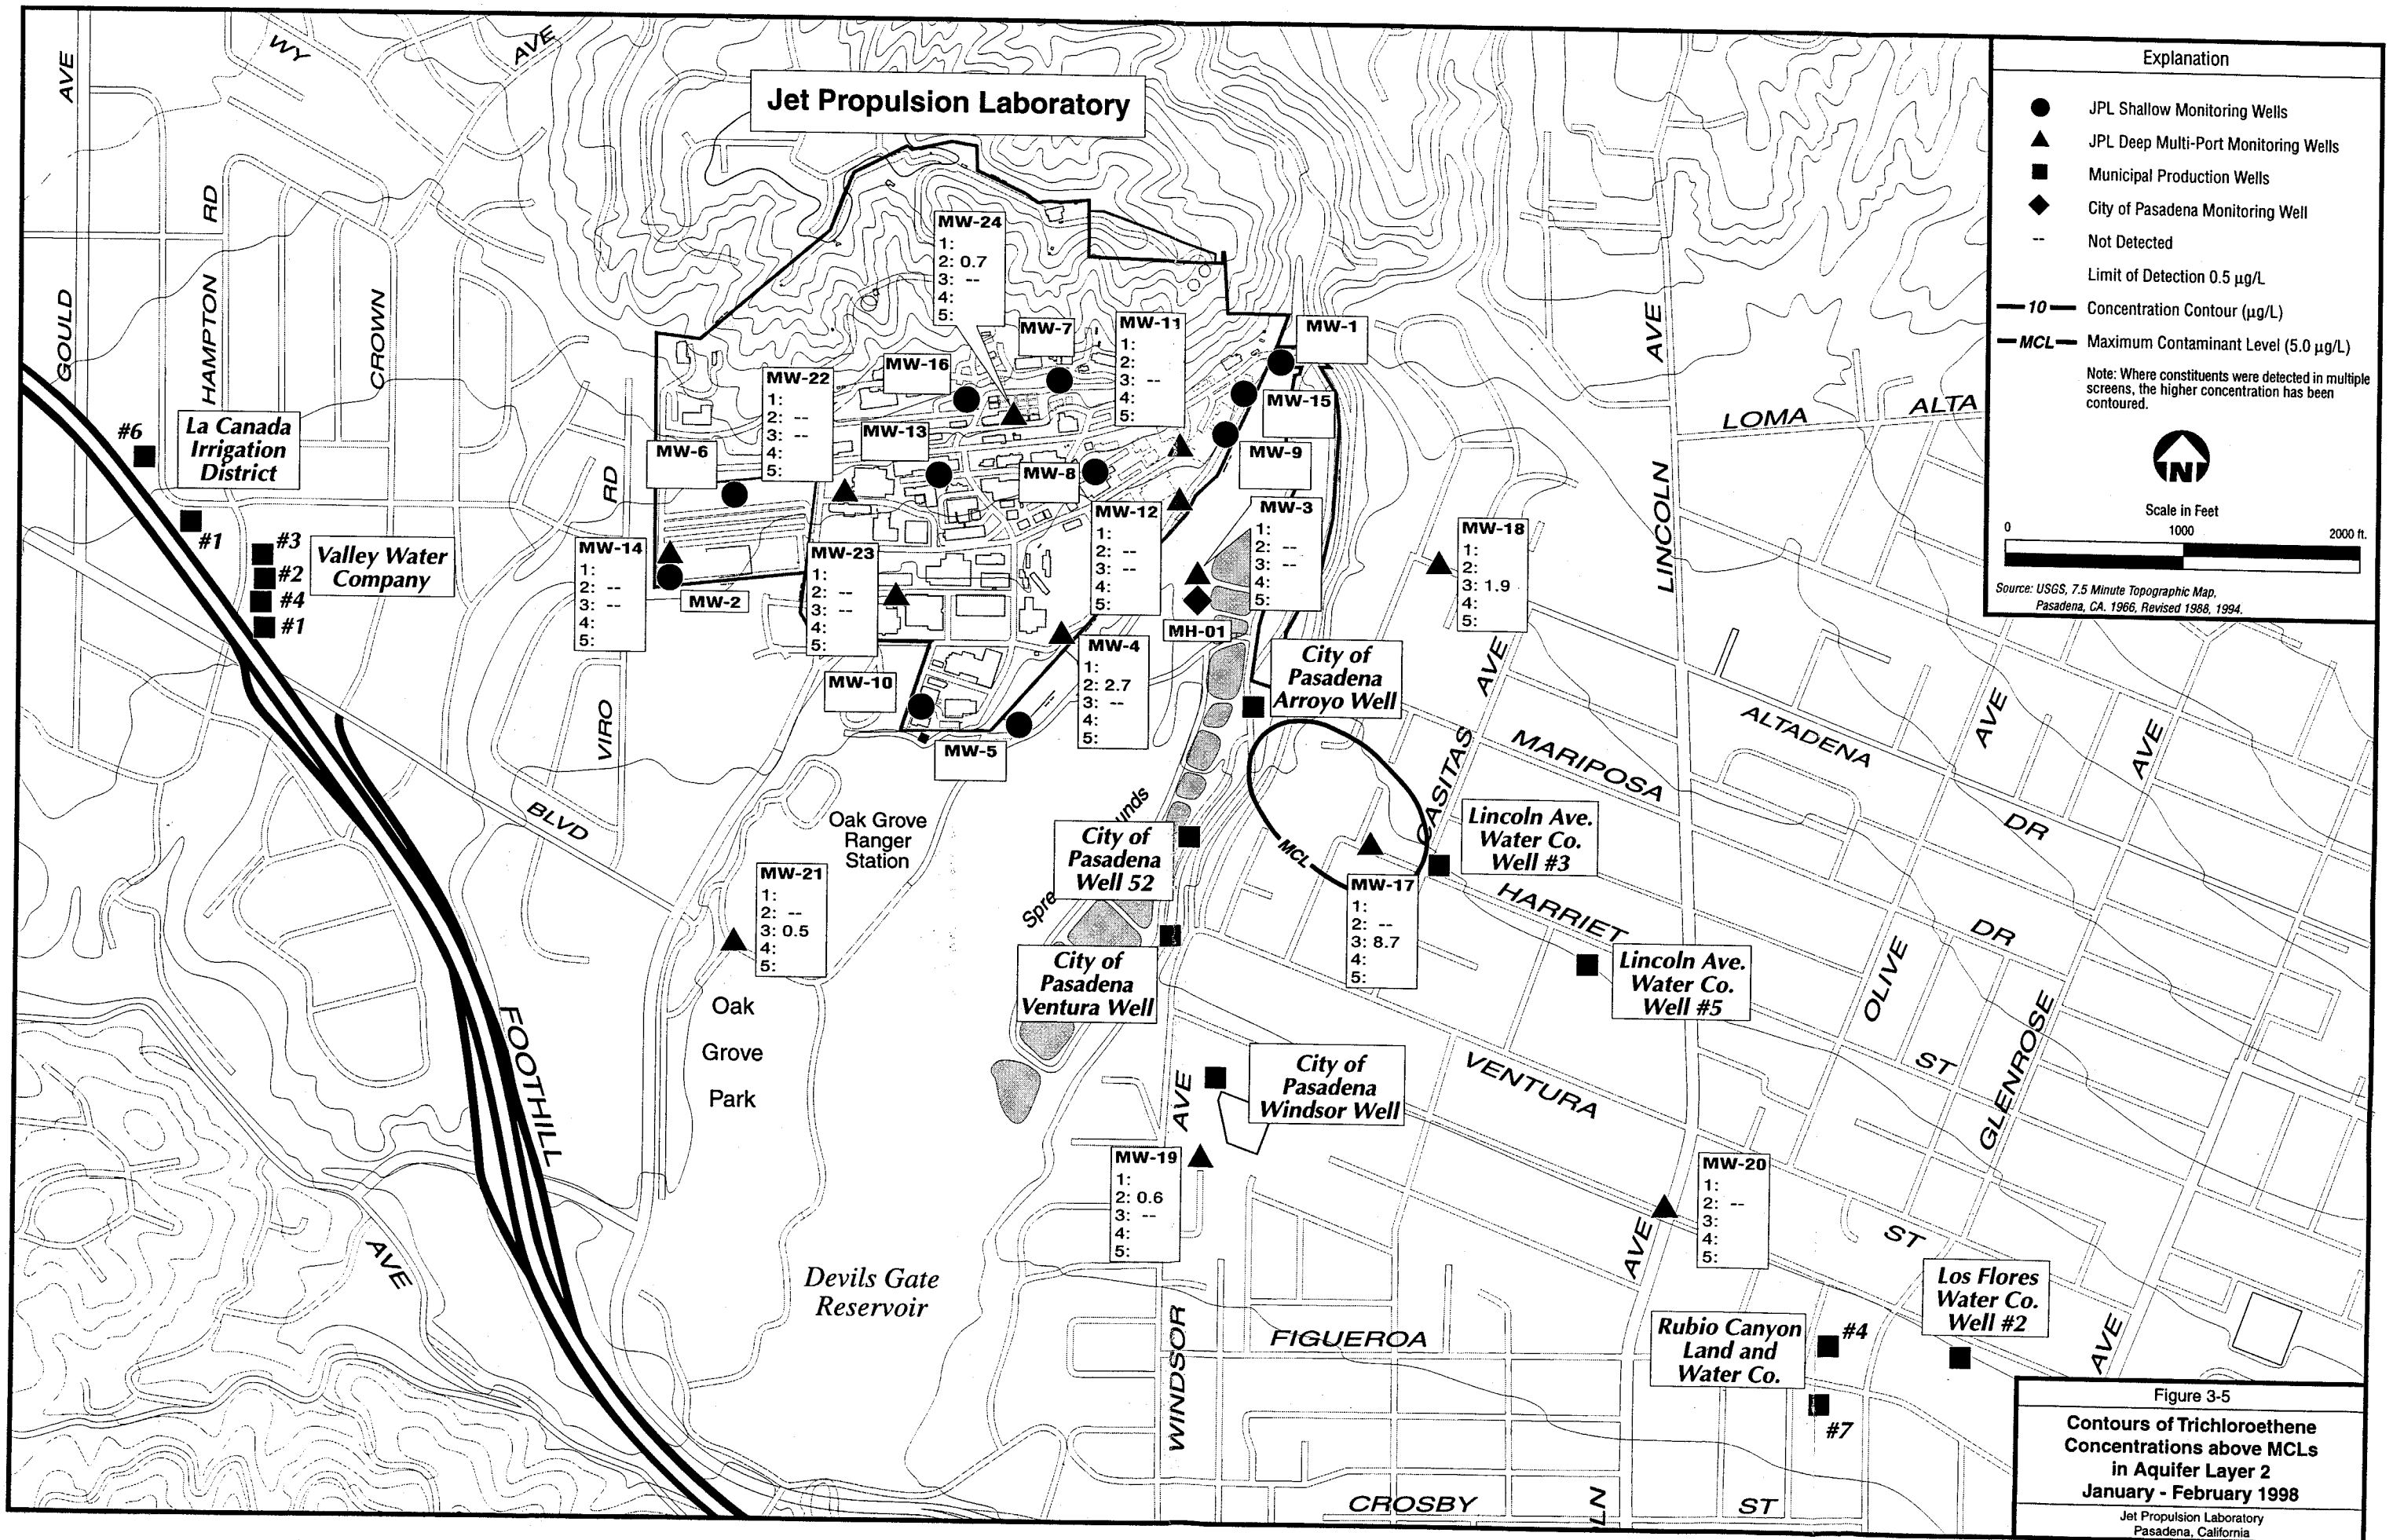 AVE
WY
AVE
Jet Propulsion Laboratory
Explanation
JPL Shallow Monitoring Wells
JPL Deep Multi-Port Monitoring Wells
Municipal Production Wells
City of Pasadena Monitoring Well
-- Not Detected
Limit of Detection 0.5 µg/L
10 Concentration Contour (µg/L)
MCL Maximum Contaminant Level (5.0 µg/L)
Note: Where constituents were detected in multiple
screens, the higher concentration has been
contoured.
N
Scale in Feet
0 1000 2000 ft.
Source: USGS, 7.5 Minute Topographic Map,
Pasadena, CA. 1966, Revised 1988, 1994.
GOULD
HAMPTON
RD
CROWN
MW-24
1:
2: 0.7
3: --
4:
5:
MW-7
MW-11
1:
2:
3: --
4:
5:
MW-1
MW-16
MW-22
1:
2: --
3: --
4:
5:
MW-15
MW-13
MW-6
MW-8
MW-9
AVE
LOMA ALTA
LINCOLN
#6
La Canada
Irrigation
District
#1
#3
#2
#4
#1
Valley Water
Company
RD
VIRO
MW-14
1:
2: --
3: --
4:
5:
MW-2
MW-23
1:
2: --
3: --
4:
5:
MW-12
1:
2: --
3: --
4:
5:
MW-3
1:
2: --
3: --
4:
5:
MW-18
1:
2:
3: 1.9
4:
5:
MH-01
MW-4
1:
2: 2.7
3: --
4:
5:
MW-10
MW-5
City of
Pasadena
Arroyo Well
AVE
CASITAS
MARIPOSA
ALTADENA
DR
AVE
AVE
BLVD
Oak Grove
Ranger
Station
City of
Pasadena
Well 52
MCL
Lincoln Ave.
Water Co.
Well #3
MW-21
1:
2: --
3: 0.5
4:
5:
MW-17
1:
2: --
3: 8.7
4:
5:
HARRIET
DR
City of
Pasadena
Ventura Well
Lincoln Ave.
Water Co.
Well #5
OLIVE
ST
GLENROSE
Oak
Grove
Park
FOOTHILL
City of
Pasadena
Windsor Well
VENTURA
AVE
MW-19
1:
2: 0.6
3: --
4:
5:
MW-20
1:
2: --
3:
4:
5:
AVE
ST
AVE
Devils Gate
Reservoir
WINDSOR
FIGUEROA
Rubio Canyon
Land and
Water Co.
#4
#7
Los Flores
Water Co.
Well #2
AVE
CROSBY
ST
Figure 3-5
Contours of Trichloroethene
Concentrations above MCLs
in Aquifer Layer 2
January - February 1998
Jet Propulsion Laboratory
Pasadena, California